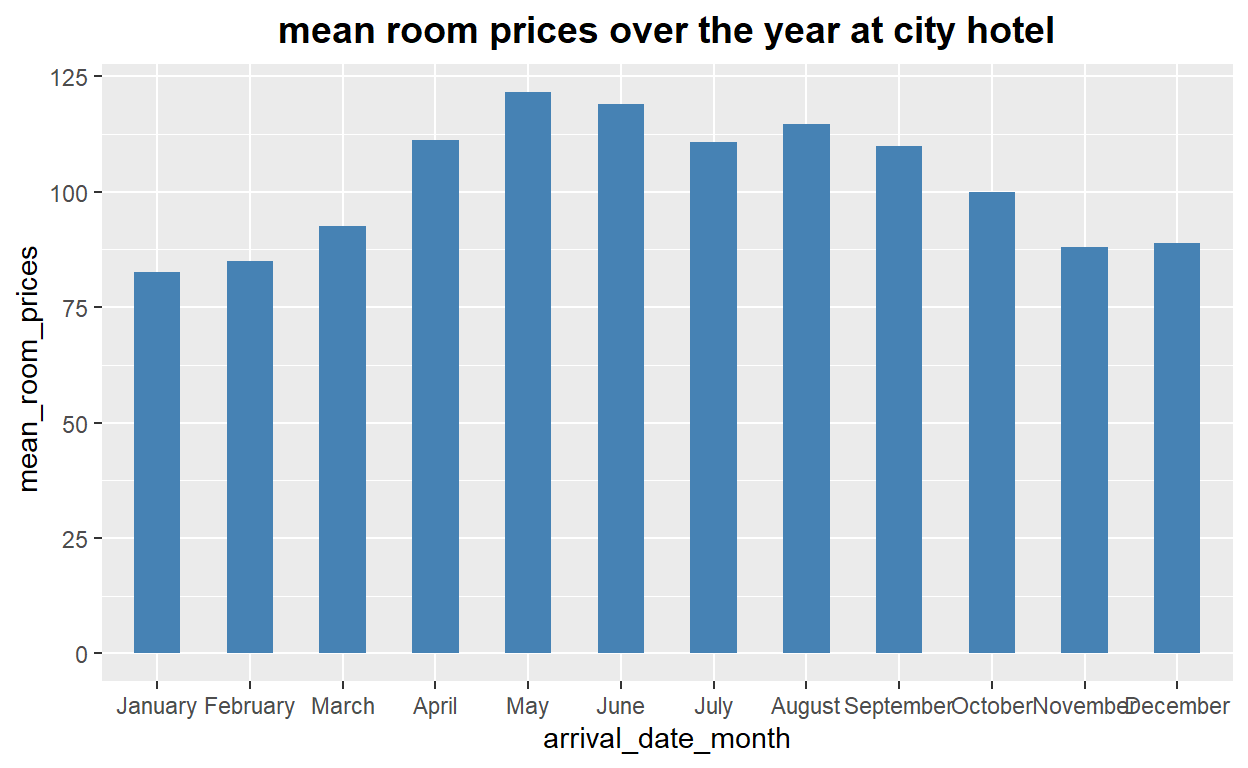 mean room prices over the year at city hotel
125
100
75
50
25
0
mean_room_prices
January February March April May June July August September October November December
arrival_date_month